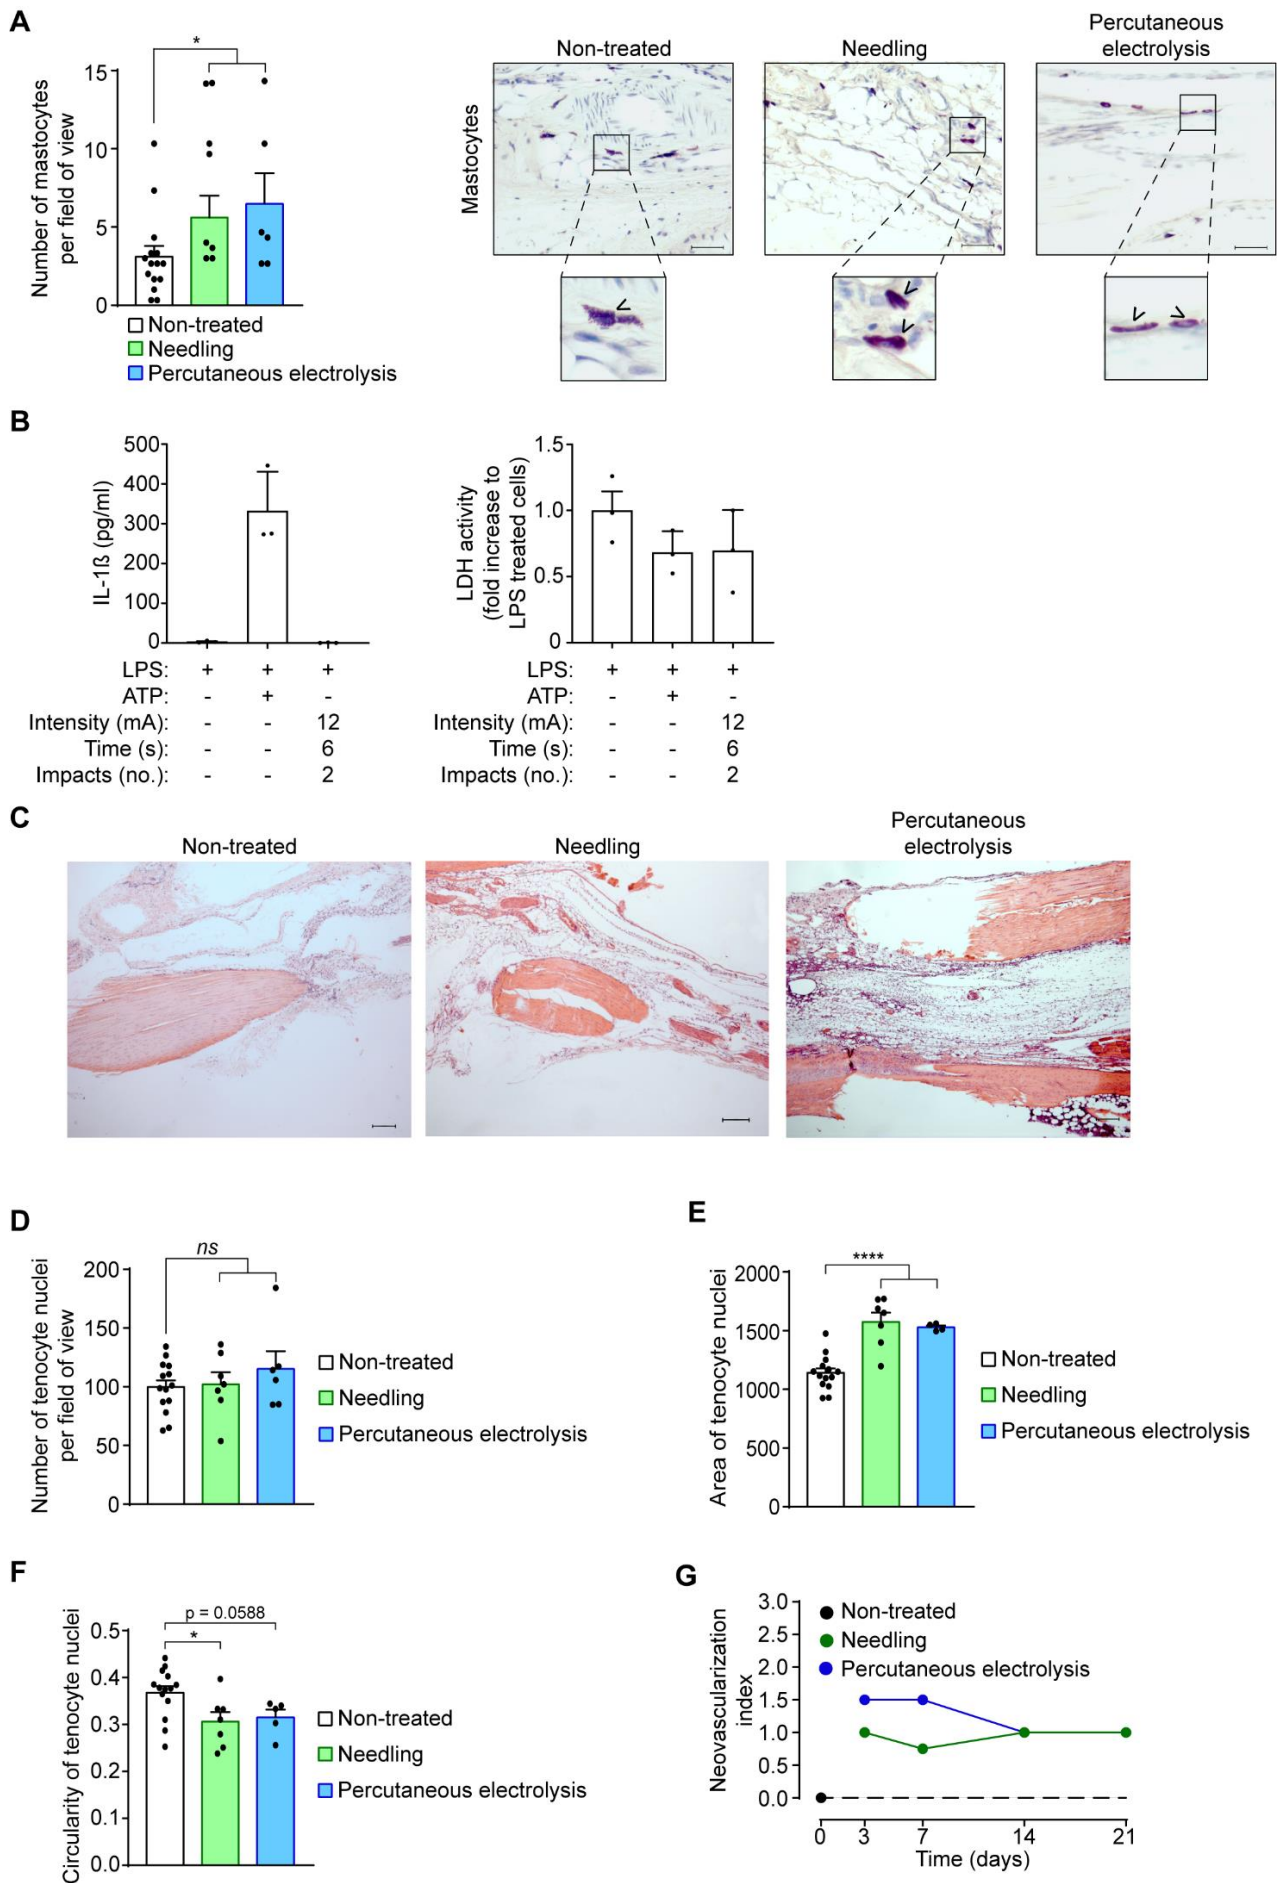 A
Number of mastocytes
per field of view
15
10
5
0
*
Non-treated
Needling
Percutaneous electrolysis
Mastocytes
Non-treated
Needling
Percutaneous
electrolysis
B
IL-1ß (pg/ml)
500
400
300
200
100
0
LPS: + + +
ATP: - + -
Intensity (mA): - - 12
Time (s): - - 6
Impacts (no.): - - 2
LDH activity
(fold increase to
LPS treated cells)
1.5
1.0
0.5
0
LPS: + + +
ATP: - + -
Intensity (mA): - - 12
Time (s): - - 6
Impacts (no.): - - 2
C
Non-treated
Needling
Percutaneous
electrolysis
D
Number of tenocyte nuclei
per field of view
200
150
100
50
0
ns
Non-treated
Needling
Percutaneous electrolysis
E
Area of tenocyte nuclei
2000
1500
1000
500
0
****
Non-treated
Needling
Percutaneous electrolysis
F
Circularity of tenocyte nuclei
0.5
0.4
0.3
0.2
0.1
0.0
p = 0.0588
*
Non-treated
Needling
Percutaneous electrolysis
G
Neovascularization
index
3.0
2.5
2.0
1.5
1.0
0.5
0.0
Non-treated
Needling
Percutaneous electrolysis
0 3 7 14 21
Time (days)